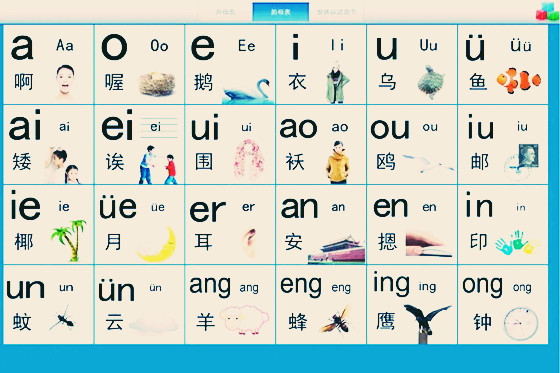 韵母表
a Aa o Oo e Ee i Ii u Uu ü Üü
啊 喔 鹅 衣 乌 鱼
ai ai ei ei ui ui ao ao ou ou iu iu
矮 诶 围 袄 鸥 邮
ie ie üe üe er er an an en en in in
椰 月 耳 安 摁 印
un un ün ün ang ang eng eng ing ing ong ong
蚊 云 羊 蜂 鹰 钟